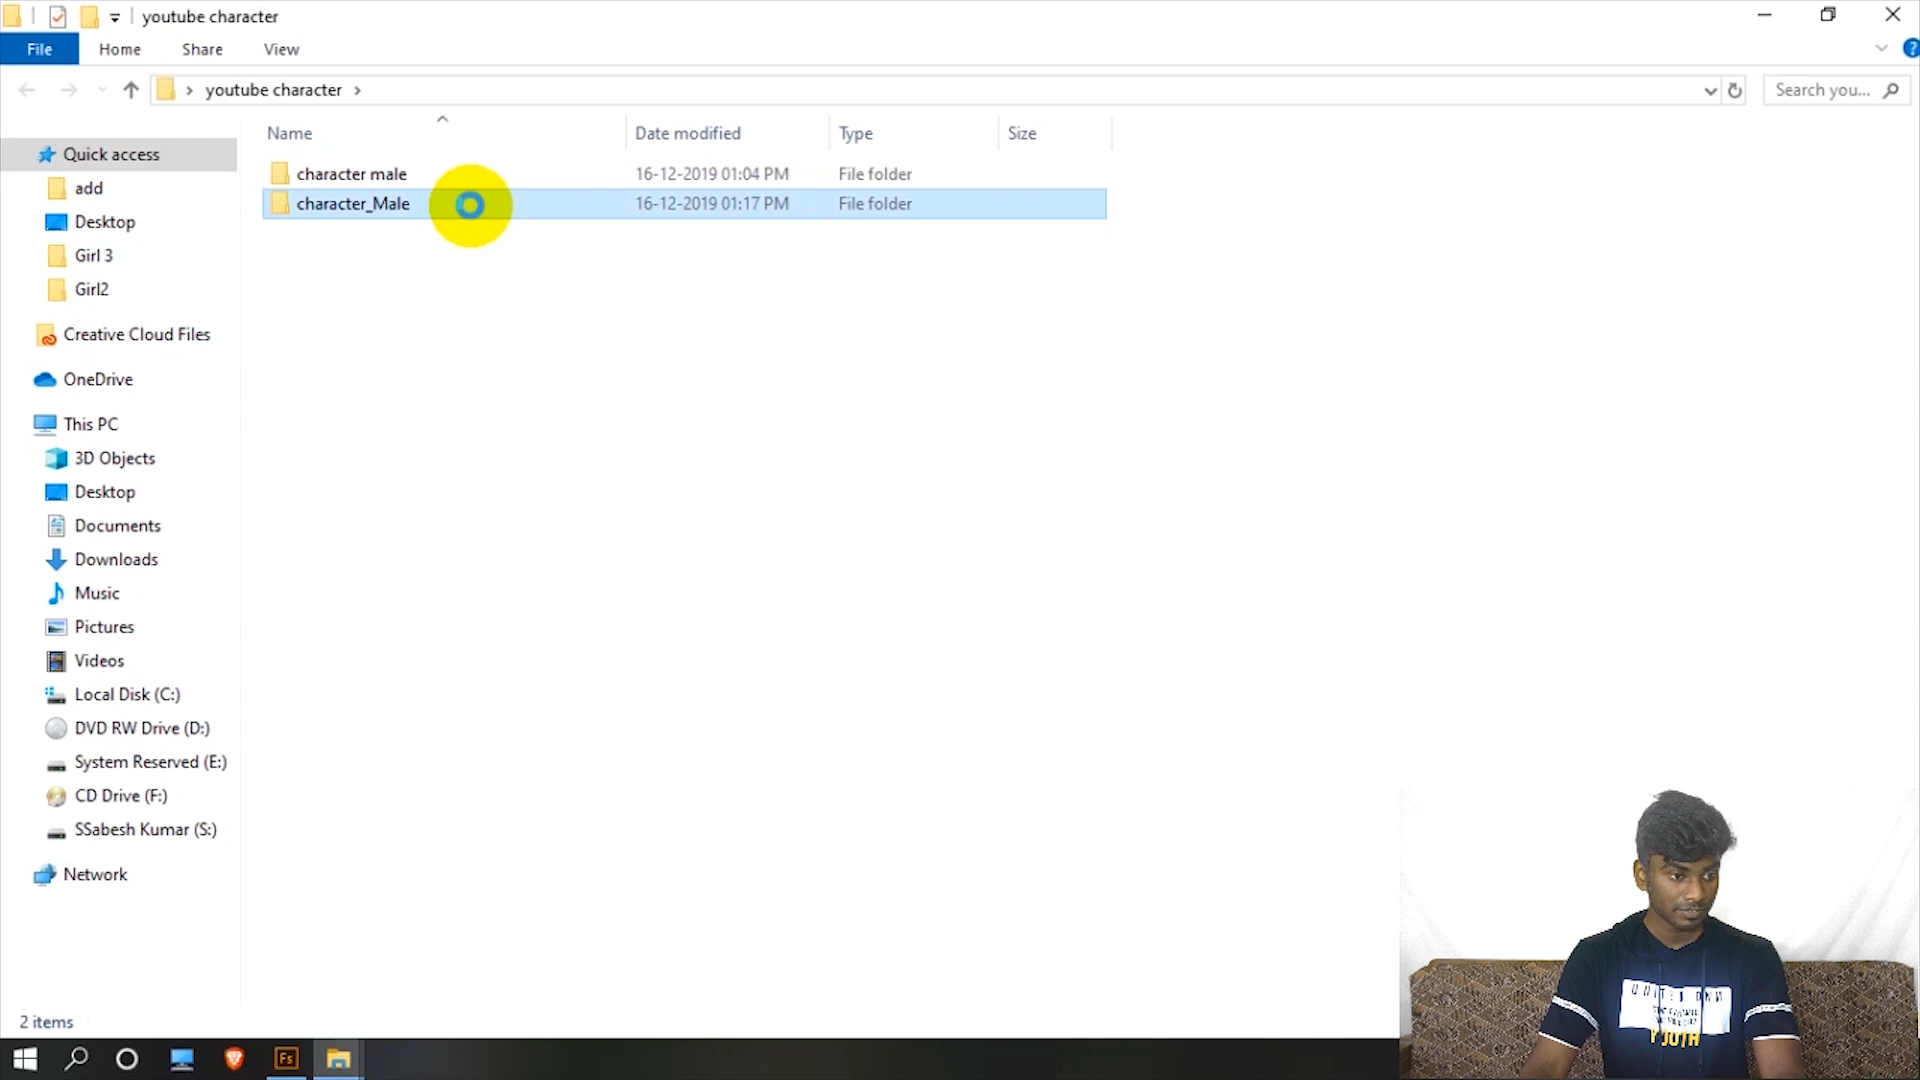 youtube character
File Home Share View
youtube character
Search you...
Name Date modified Type Size
Quick access
character male 16-12-2019 01:04 PM File folder
add
character_Male 16-12-2019 01:17 PM File folder
Desktop
Girl 3
Girl2
Creative Cloud Files
OneDrive
This PC
3D Objects
Desktop
Documents
Downloads
Music
Pictures
Videos
Local Disk (C:)
DVD RW Drive (D:)
System Reserved (E:)
CD Drive (F:)
SSabesh Kumar (S:)
Network
2 items
Fs
YOUTH